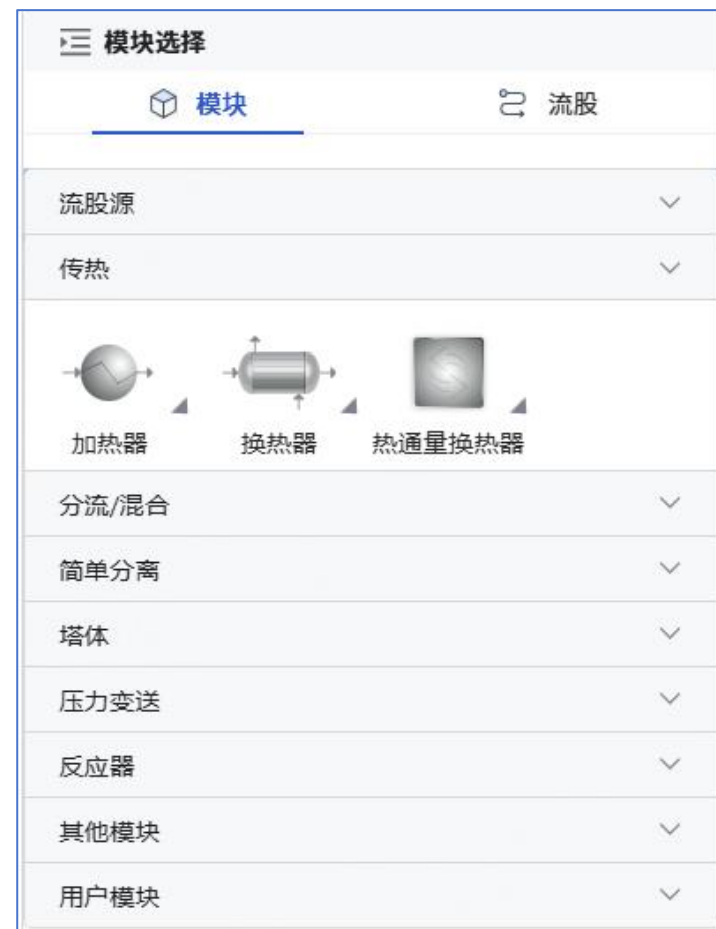 模块选择
模块
流股
流股源
传热
加热器
换热器
热通量换热器
分流/混合
简单分离
塔体
压力变送
反应器
其他模块
用户模块